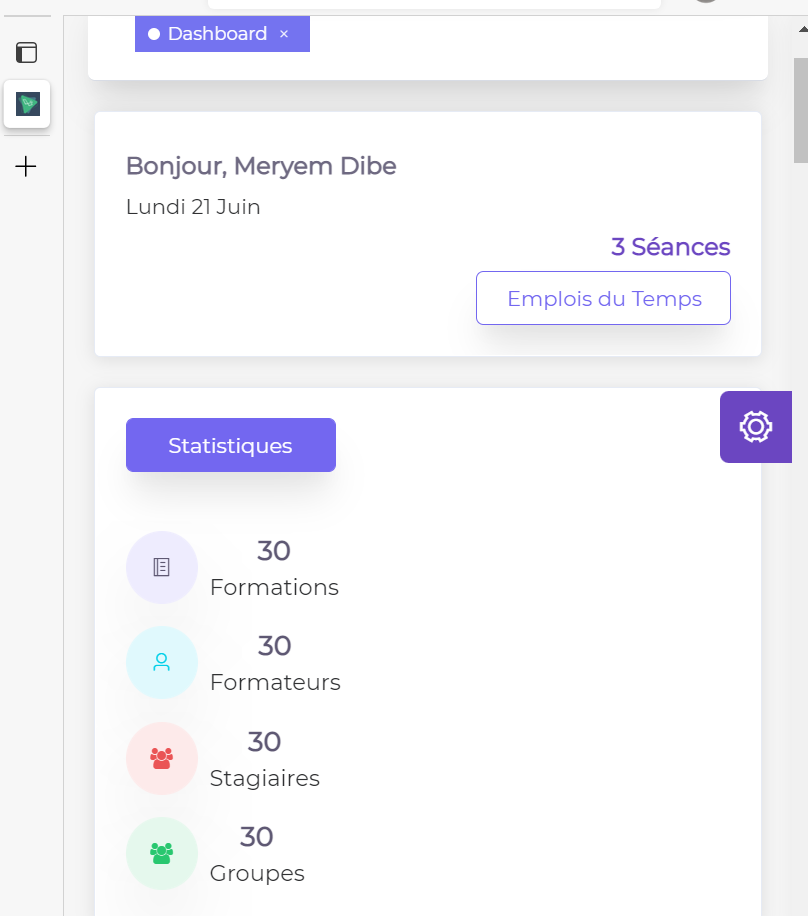 Dashboard ×
Bonjour, Meryem Dibe
Lundi 21 Juin
3 Séances
Emplois du Temps
Statistiques
30
Formations
30
Formateurs
30
Stagiaires
30
Groupes